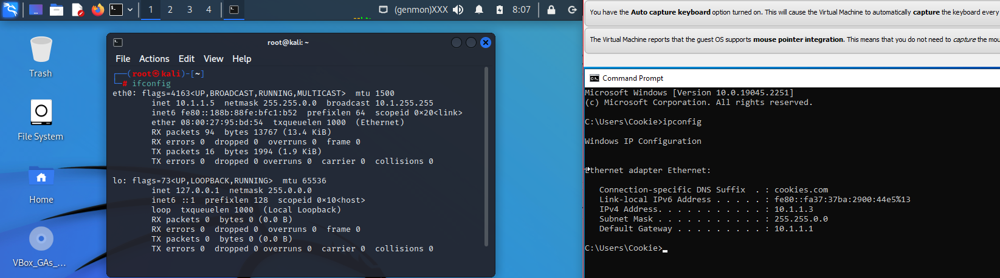 1 2 3 4
(genmon)XXX 8:07
Trash
File System
Home
VBox_GAs_...
root@kali: ~
File Actions Edit View Help
┌──(root㉿kali)-[~]
└─# ifconfig
eth0: flags=4163<UP,BROADCAST,RUNNING,MULTICAST>  mtu 1500
inet 10.1.1.5  netmask 255.255.0.0  broadcast 10.1.255.255
inet6 fe80::188b:88fe:bfc1:b52  prefixlen 64  scopeid 0×20<link>
ether 08:00:27:95:bd:54  txqueuelen 1000  (Ethernet)
RX packets 94  bytes 13767 (13.4 KiB)
RX errors 0  dropped 0  overruns 0  frame 0
TX packets 16  bytes 1994 (1.9 KiB)
TX errors 0  dropped 0 overruns 0  carrier 0  collisions 0
lo: flags=73<UP,LOOPBACK,RUNNING>  mtu 65536
inet 127.0.0.1  netmask 255.0.0.0
inet6 ::1  prefixlen 128  scopeid 0×10<host>
loop  txqueuelen 1000  (Local Loopback)
RX packets 0  bytes 0 (0.0 B)
RX errors 0  dropped 0  overruns 0  frame 0
TX packets 0  bytes 0 (0.0 B)
TX errors 0  dropped 0 overruns 0  carrier 0  collisions 0
You have the Auto capture keyboard option turned on. This will cause the Virtual Machine to automatically capture the keyboard every
The Virtual Machine reports that the guest OS supports mouse pointer integration. This means that you do not need to capture the mou
Command Prompt
Microsoft Windows [Version 10.0.19045.2251]
(c) Microsoft Corporation. All rights reserved.
C:\Users\Cookie>ipconfig
Windows IP Configuration
Ethernet adapter Ethernet:
Connection-specific DNS Suffix  . : cookies.com
Link-local IPv6 Address . . . . . : fe80::fa37:37ba:2900:44e5%13
IPv4 Address. . . . . . . . . . . : 10.1.1.3
Subnet Mask . . . . . . . . . . . : 255.255.0.0
Default Gateway . . . . . . . . . : 10.1.1.1
C:\Users\Cookie>